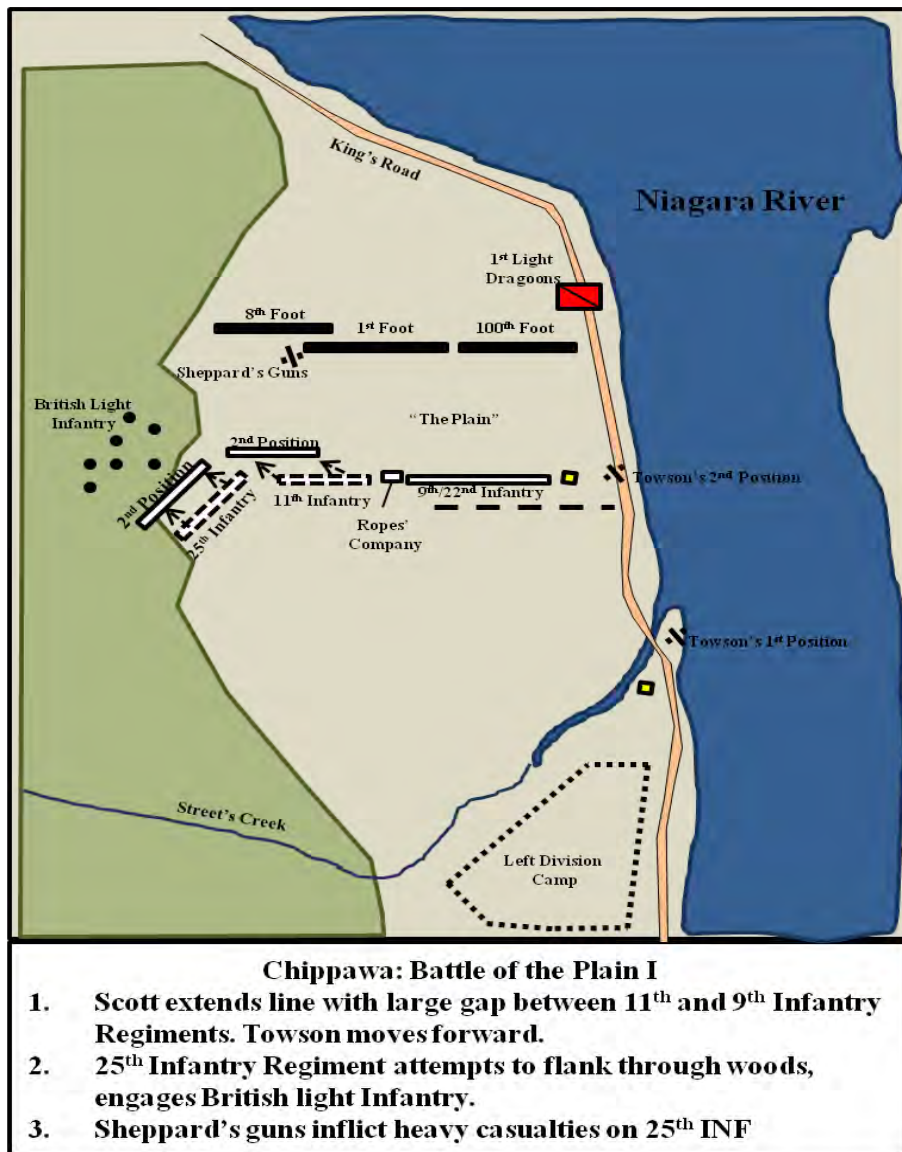 King's Road
Niagara River
1st Light
Dragoons
8th Foot
1st Foot
100th Foot
Sheppard's Guns
British Light
Infantry
"The Plain"
2nd Position
2nd Position
25th Infantry
11th Infantry
9th/22nd Infantry
Towson's 2nd Position
Ropes'
Company
Towson's 1st Position
Street's Creek
Left Division
Camp
Chippawa: Battle of the Plain I
1. Scott extends line with large gap between 11th and 9th Infantry
Regiments. Towson moves forward.
2. 25th Infantry Regiment attempts to flank through woods,
engages British light Infantry.
3. Sheppard's guns inflict heavy casualties on 25th INF